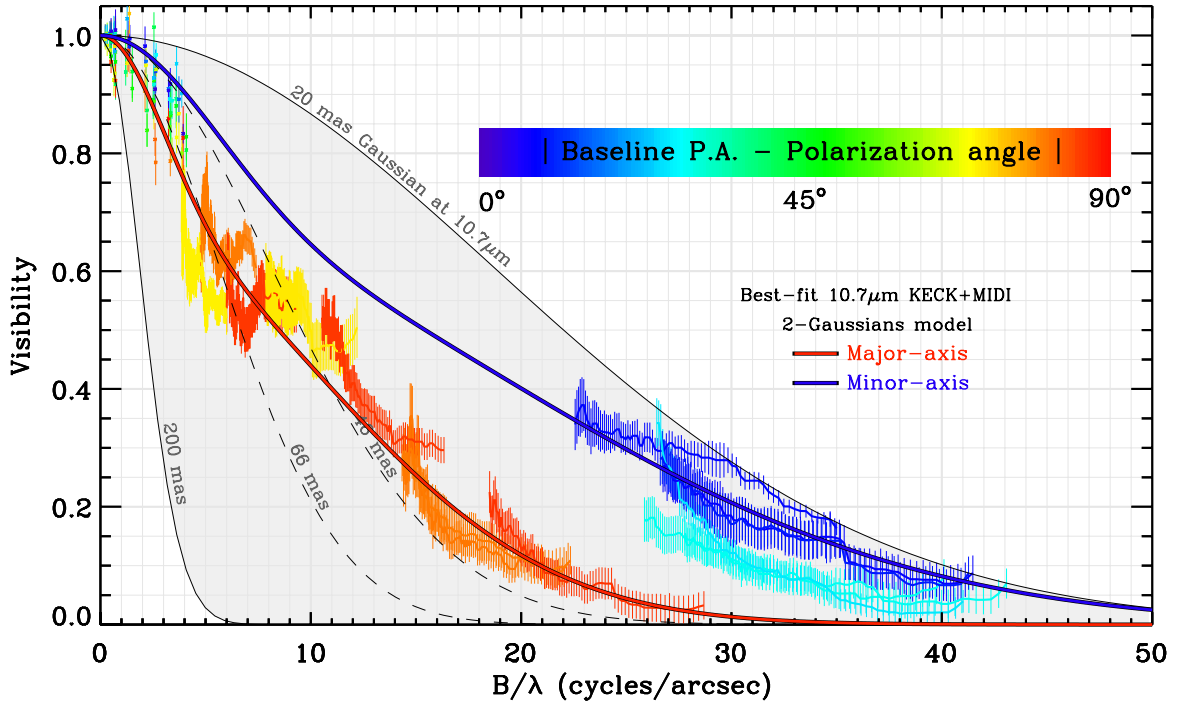 1.0
0.8
0.6
0.4
0.2
0.0
Visibility
20 mas Gaussian at 10.7μm
| Baseline P.A. − Polarization angle |
0° 45° 90°
Best−fit 10.7μm KECK+MIDI
2−Gaussians model
Major−axis
Minor−axis
200 mas
66 mas
mas
0 10 20 30 40 50
B/λ (cycles/arcsec)